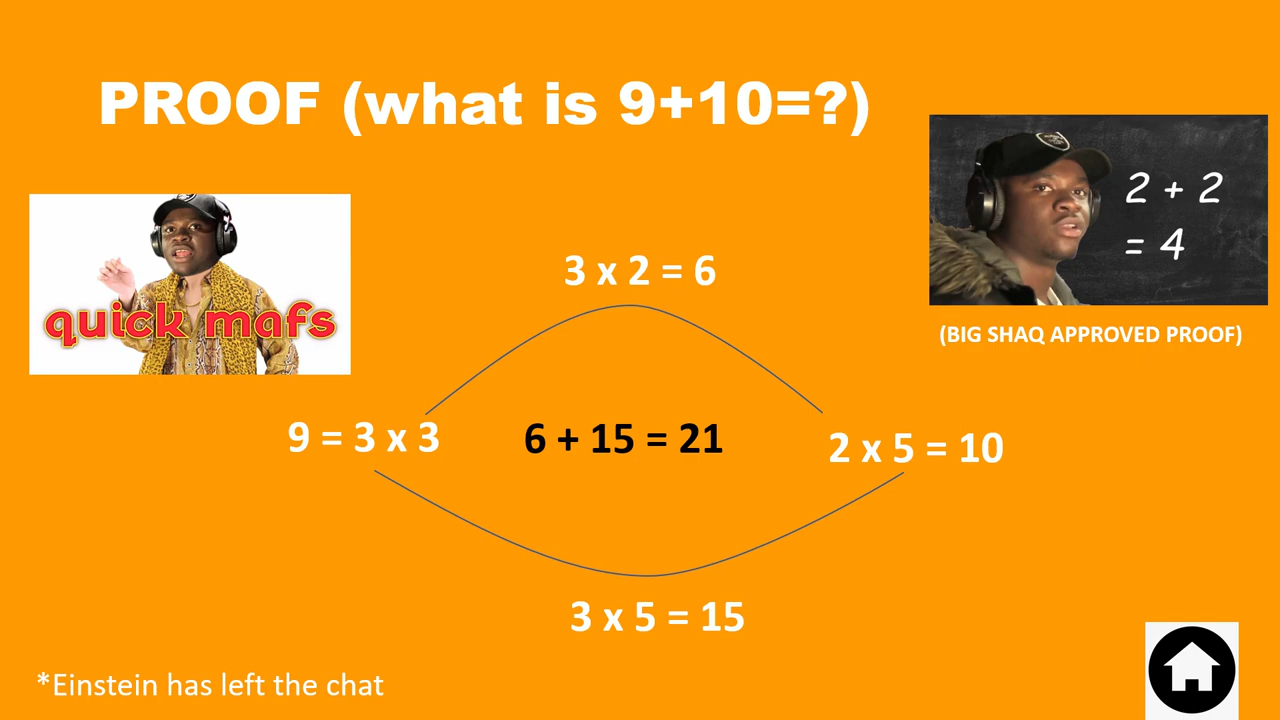 PROOF (what is 9+10=?)
quick mafs
2 + 2
= 4
(BIG SHAQ APPROVED PROOF)
3 x 2 = 6
9 = 3 x 3
6 + 15 = 21
2 x 5 = 10
3 x 5 = 15
*Einstein has left the chat